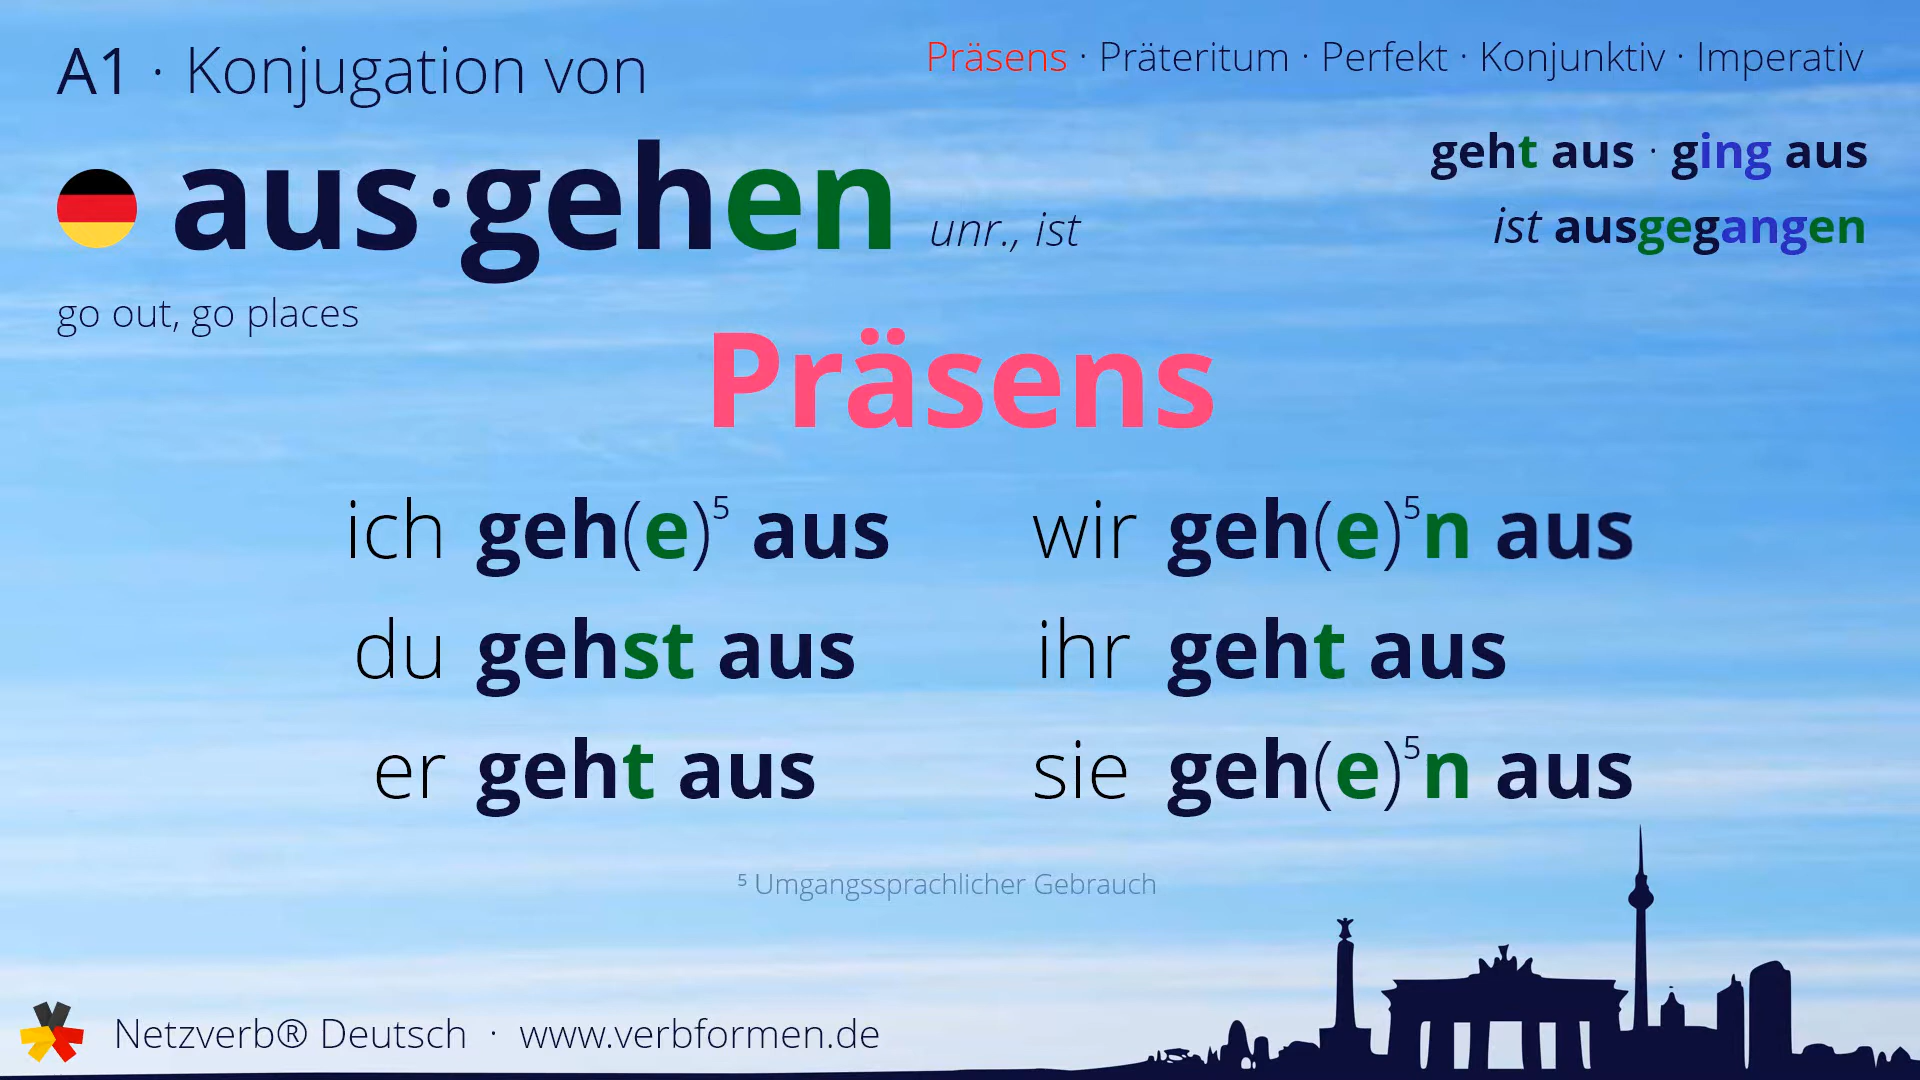 A1 · Konjugation von
Präsens · Präteritum · Perfekt · Konjunktiv · Imperativ
aus·gehen unr., ist
geht aus · ging aus
ist ausgegangen
go out, go places
Präsens
ich geh(e)⁵ aus
du gehst aus
er geht aus
wir geh(e)⁵n aus
ihr geht aus
sie geh(e)⁵n aus
⁵ Umgangssprachlicher Gebrauch
Netzverb® Deutsch · www.verbformen.de